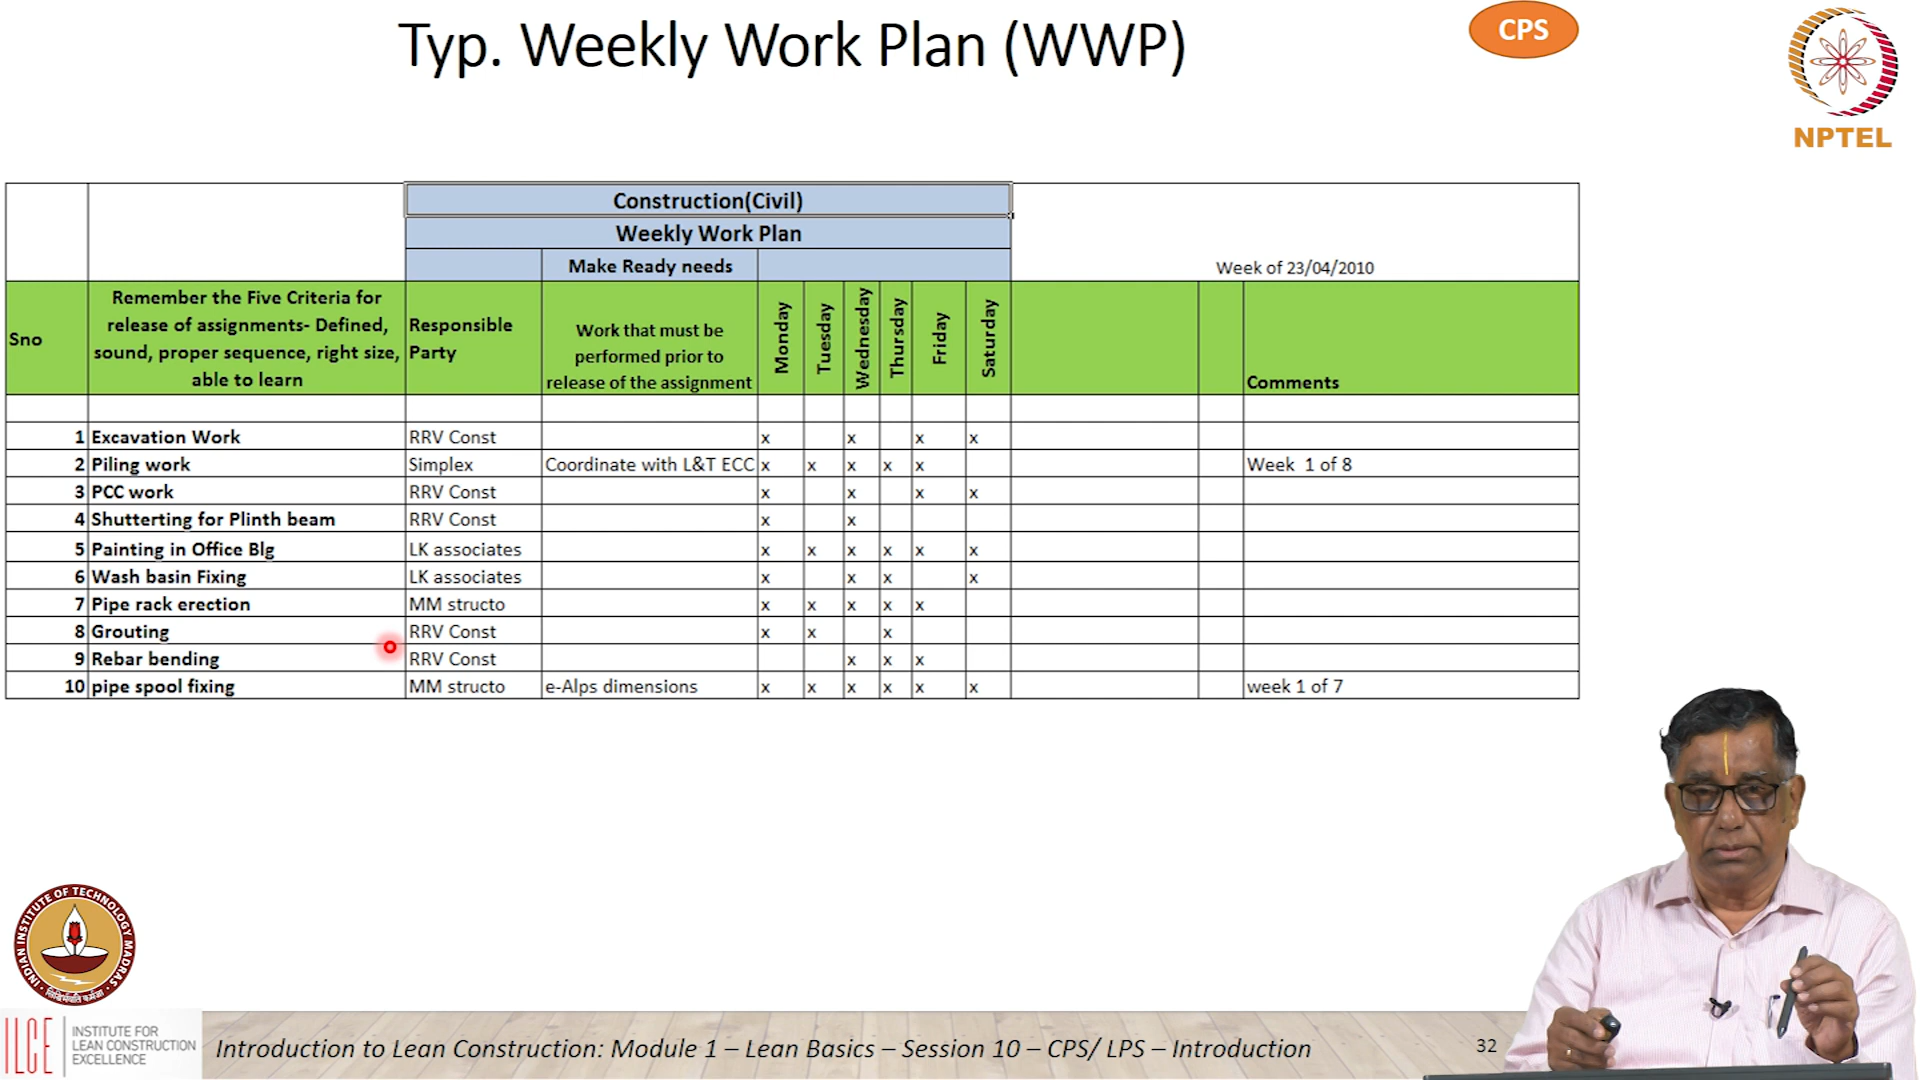 Typ. Weekly Work Plan (WWP)
CPS
NPTEL
Construction(Civil)
Weekly Work Plan
Make Ready needs
Week of 23/04/2010
Sno
Remember the Five Criteria for
release of assignments- Defined,
sound, proper sequence, right size,
able to learn
Responsible
Party
Work that must be
performed prior to
release of the assignment
Monday
Tuesday
Wednesday
Thursday
Friday
Saturday
Comments
1 Excavation Work RRV Const x x x x
2 Piling work Simplex Coordinate with L&T ECC x x x x x Week 1 of 8
3 PCC work RRV Const x x x x
4 Shutterting for Plinth beam RRV Const x x
5 Painting in Office Blg LK associates x x x x x x
6 Wash basin Fixing LK associates x x x x
7 Pipe rack erection MM structo x x x x x
8 Grouting RRV Const x x x
9 Rebar bending RRV Const x x x
10 pipe spool fixing MM structo e-Alps dimensions x x x x x x week 1 of 7
INDIAN INSTITUTE OF TECHNOLOGY MADRAS
ILCE
INSTITUTE FOR
LEAN CONSTRUCTION
EXCELLENCE
Introduction to Lean Construction: Module 1 – Lean Basics – Session 10 – CPS/ LPS – Introduction
32